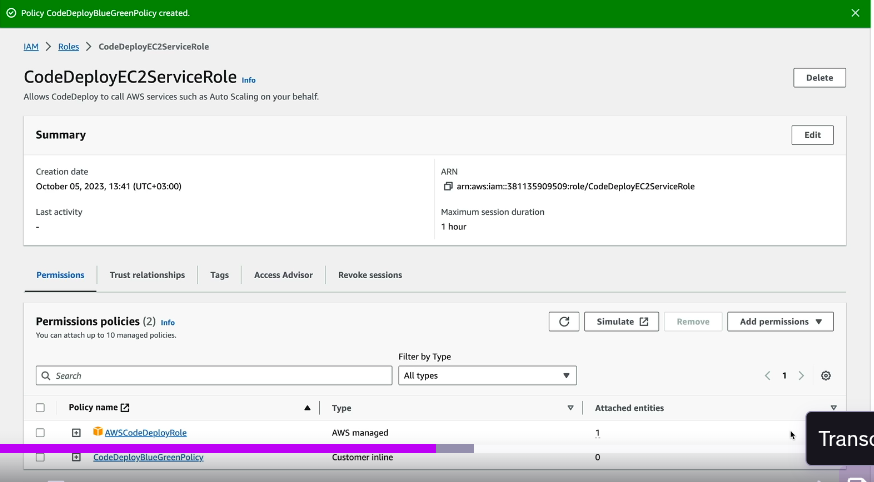 Policy CodeDeployBlueGreenPolicy created.
IAM > Roles > CodeDeployEC2ServiceRole
CodeDeployEC2ServiceRole Info
Delete
Allows CodeDeploy to call AWS services such as Auto Scaling on your behalf.
Summary
Edit
Creation date
October 05, 2023, 13:41 (UTC+03:00)
ARN
arn:aws:iam::381135909509:role/CodeDeployEC2ServiceRole
Last activity
-
Maximum session duration
1 hour
Permissions Trust relationships Tags Access Advisor Revoke sessions
Permissions policies (2) Info
You can attach up to 10 managed policies.
Simulate Remove Add permissions
Filter by Type
Search
All types
1
Policy name Type Attached entities
AWSCodeDeployRole AWS managed 1
CodeDeployBlueGreenPolicy Customer inline 0
Transc